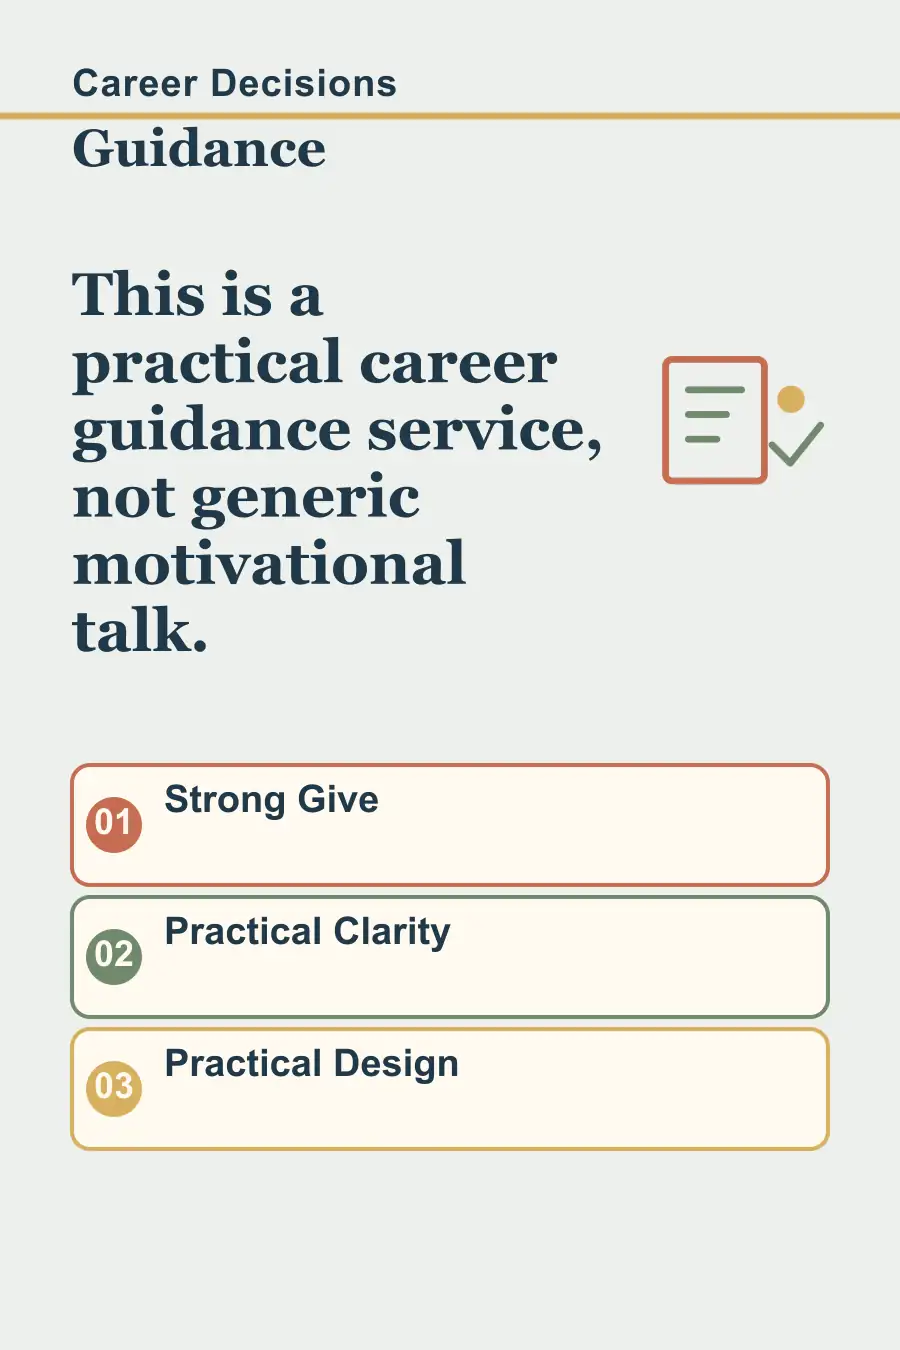 Career Decisions
Guidance
This is a
practical career
guidance service,
not generic
motivational
talk.
01 Strong Give
02 Practical Clarity
03 Practical Design